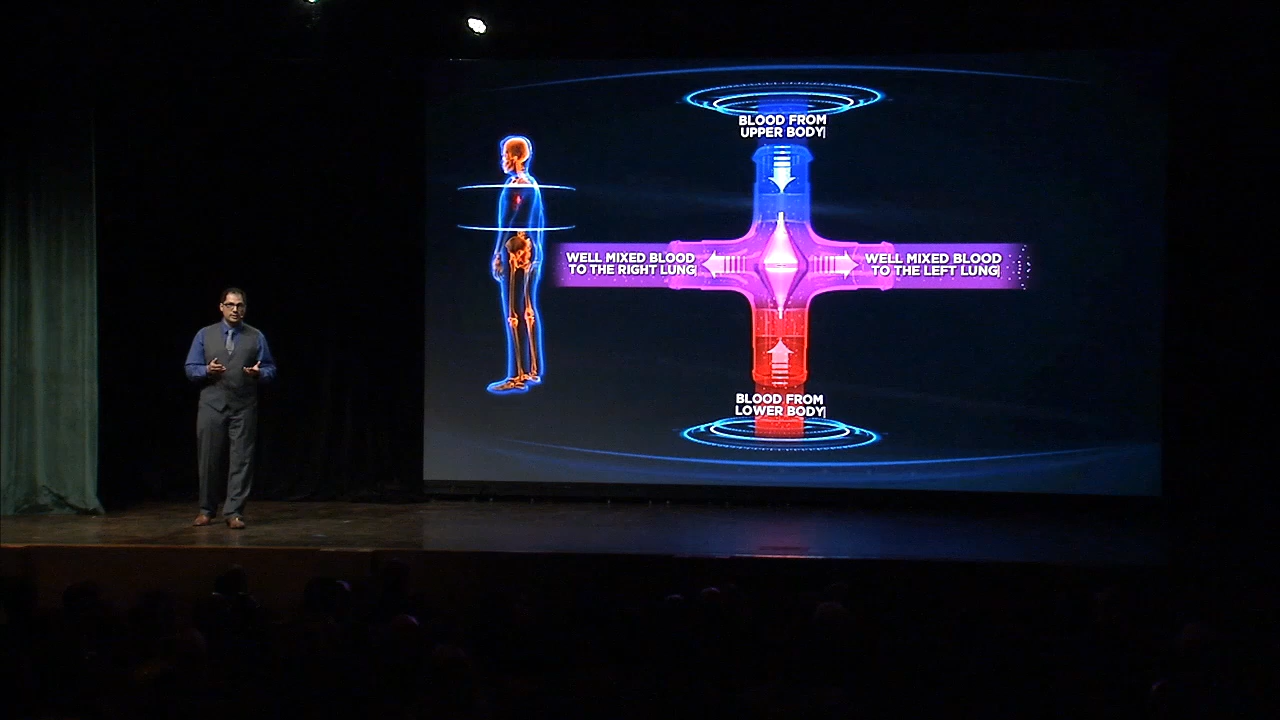 BLOOD FROM
UPPER BODY
WELL MIXED BLOOD
TO THE RIGHT LUNG
WELL MIXED BLOOD
TO THE LEFT LUNG
BLOOD FROM
LOWER BODY